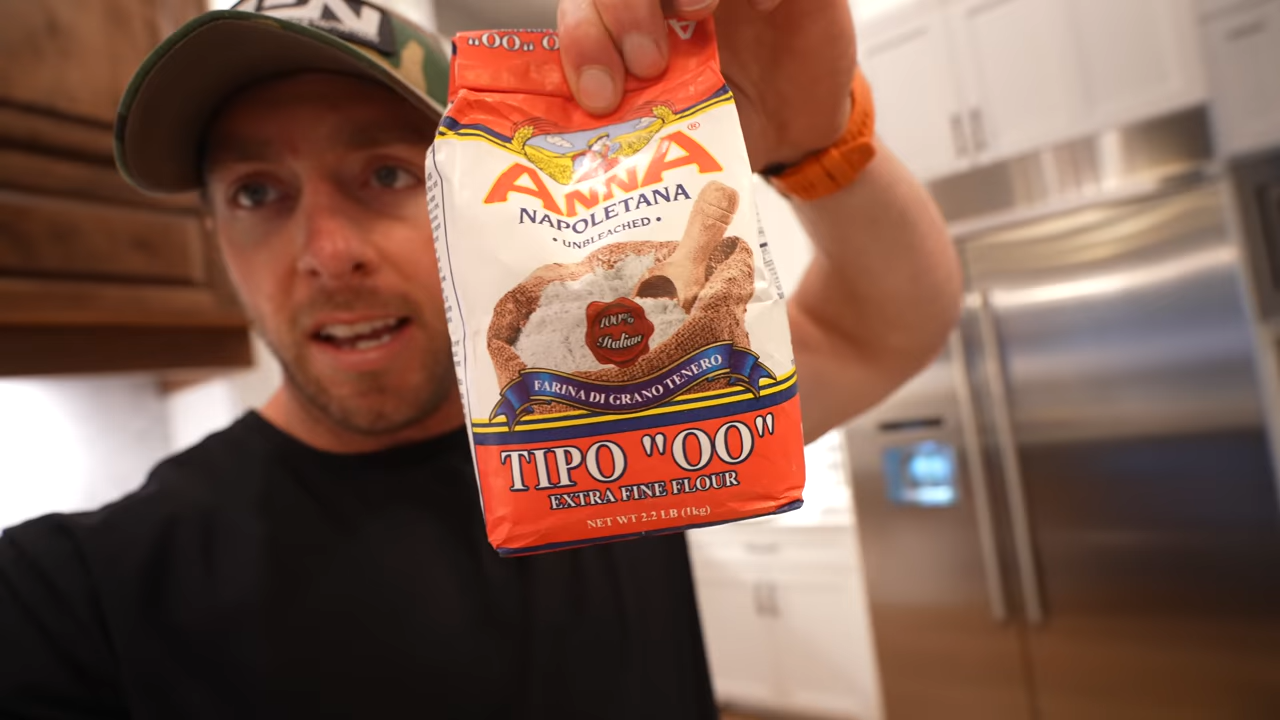 "OO"
ANNA®
NAPOLETANA
• UNBLEACHED •
100%
Italian
FARINA DI GRANO TENERO
TIPO "OO"
EXTRA FINE FLOUR
NET WT 2.2 LB (1kg)